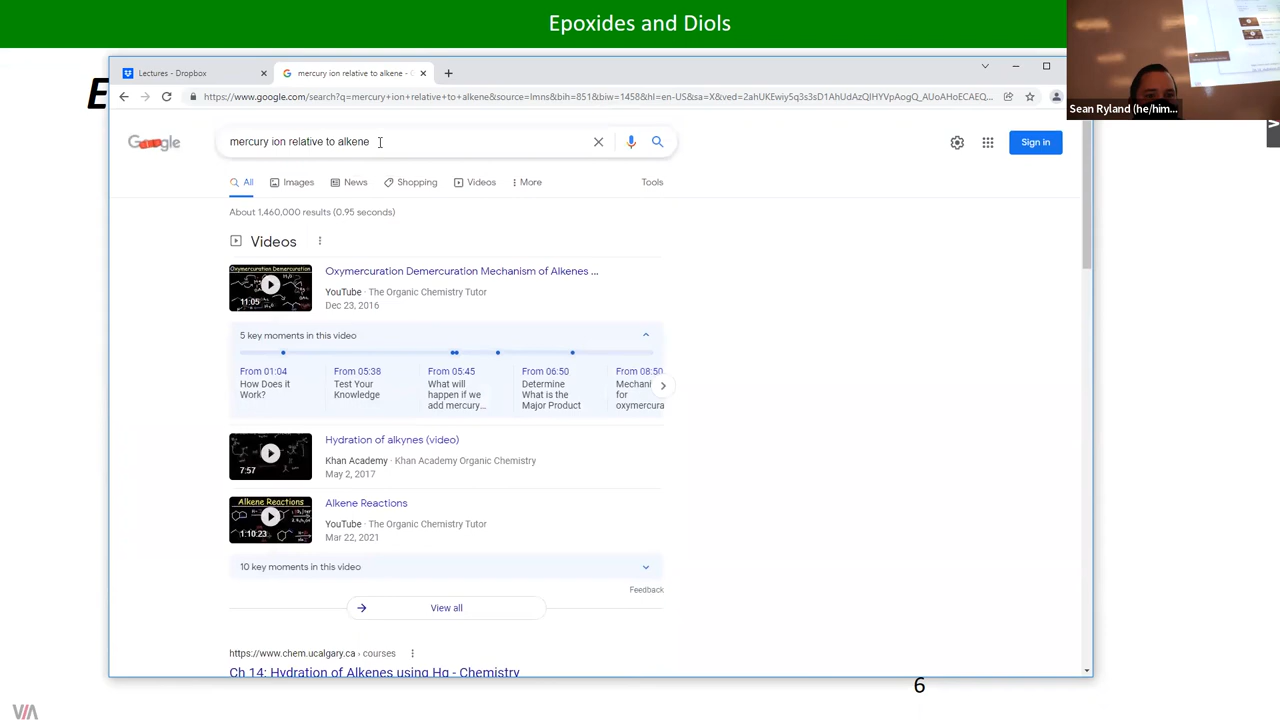 Epoxides and Diols
E
Lectures - Dropbox
mercury ion relative to alkene - G
https://www.google.com/search?q=mercury+ion+relative+to+alkene&source=lmns&bih=851&biw=1458&hl=en-US&sa=X&ved=2ahUKEwiy5q3s3sD1AhUdAzQIHYVpAogQ_AUoAHoECAEQ...
Sean Ryland (he/him...
Google
mercury ion relative to alkene
Sign in
All Images News Shopping Videos More Tools
About 1,460,000 results (0.95 seconds)
Videos
Oxymercuration Demercuration
11:05
Oxymercuration Demercuration Mechanism of Alkenes ...
YouTube · The Organic Chemistry Tutor
Dec 23, 2016
5 key moments in this video
From 01:04 From 05:38 From 05:45 From 06:50 From 08:50
How Does it Test Your What will Determine Mechani
Work? Knowledge happen if we What is the for
add mercury... Major Product oxymercura
7:57
Hydration of alkynes (video)
Khan Academy · Khan Academy Organic Chemistry
May 2, 2017
Alkene Reactions
1:10:23
Alkene Reactions
YouTube · The Organic Chemistry Tutor
Mar 22, 2021
10 key moments in this video
Feedback
View all
https://www.chem.ucalgary.ca › courses
Ch 14: Hydration of Alkenes using Hg - Chemistry
6
VIA